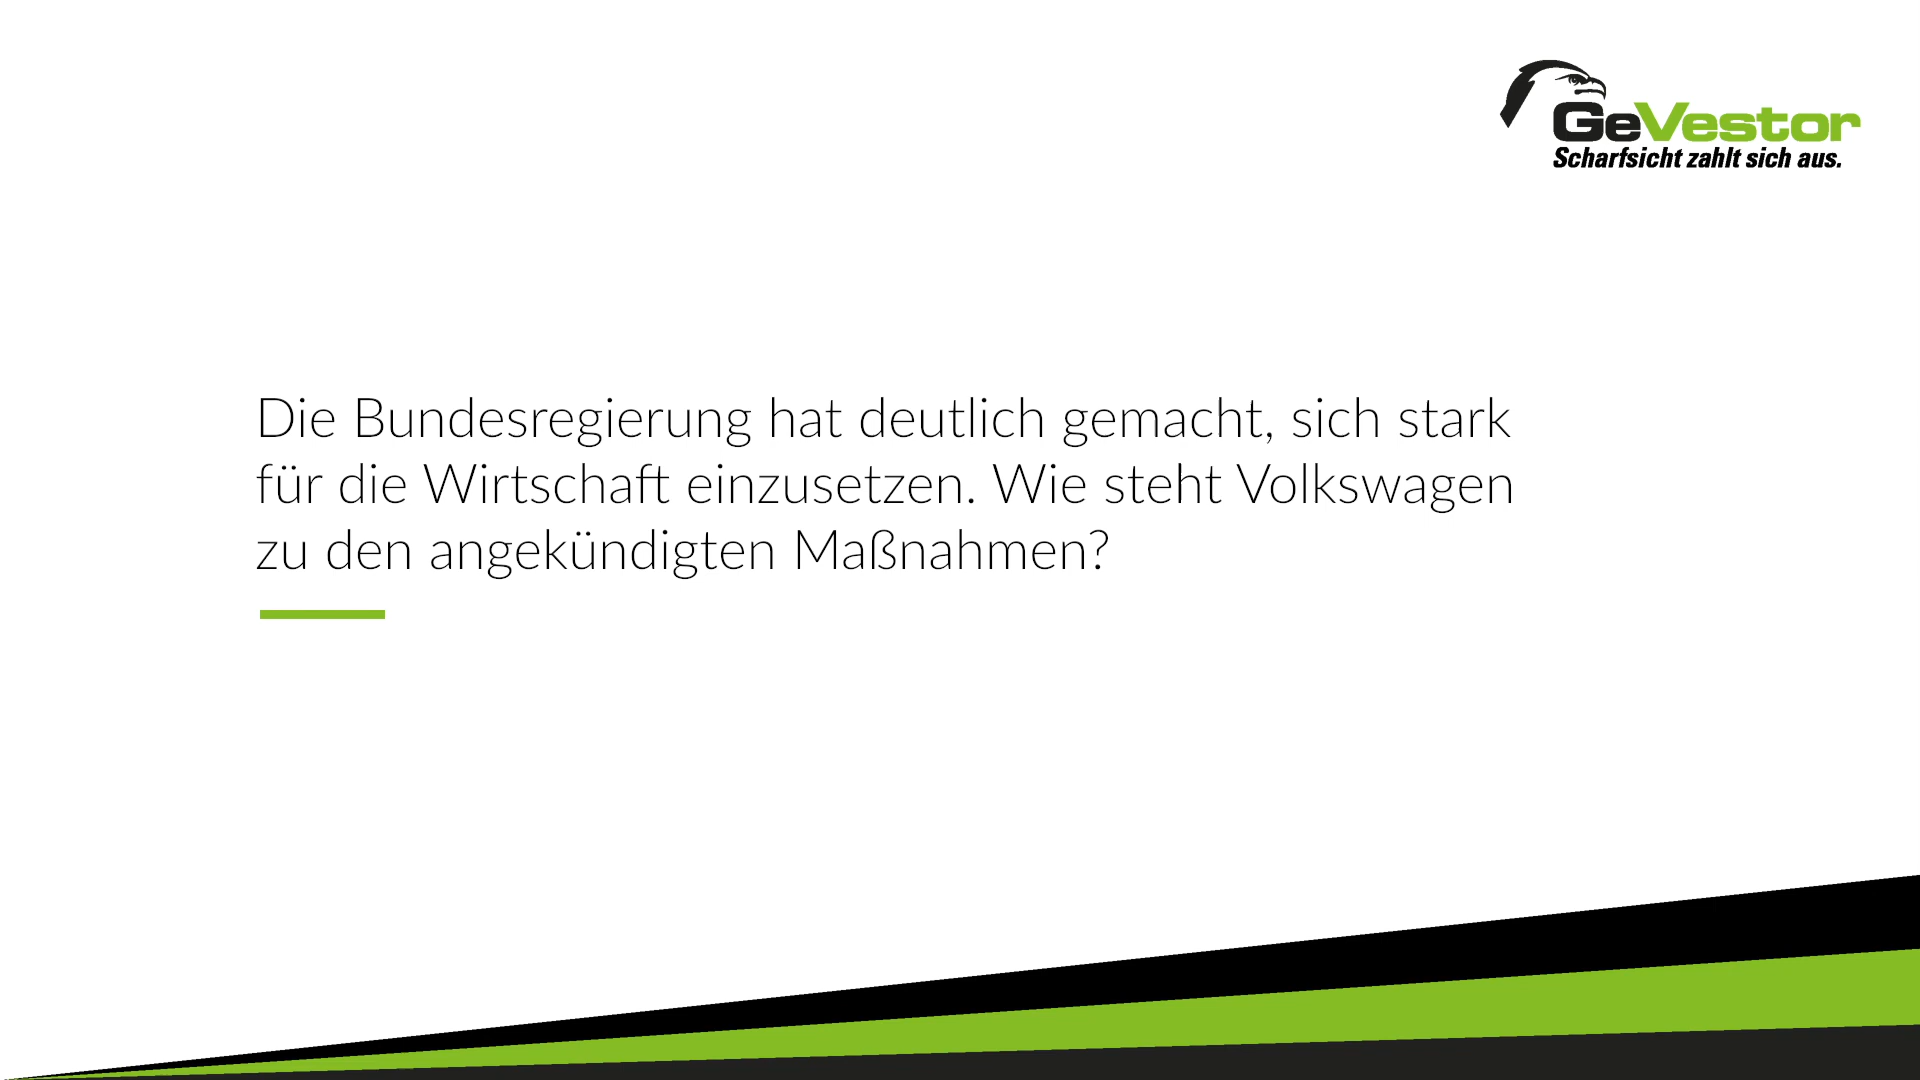 GeVestor
Scharfsicht zahlt sich aus.
Die Bundesregierung hat deutlich gemacht, sich stark
für die Wirtschaft einzusetzen. Wie steht Volkswagen
zu den angekündigten Maßnahmen?